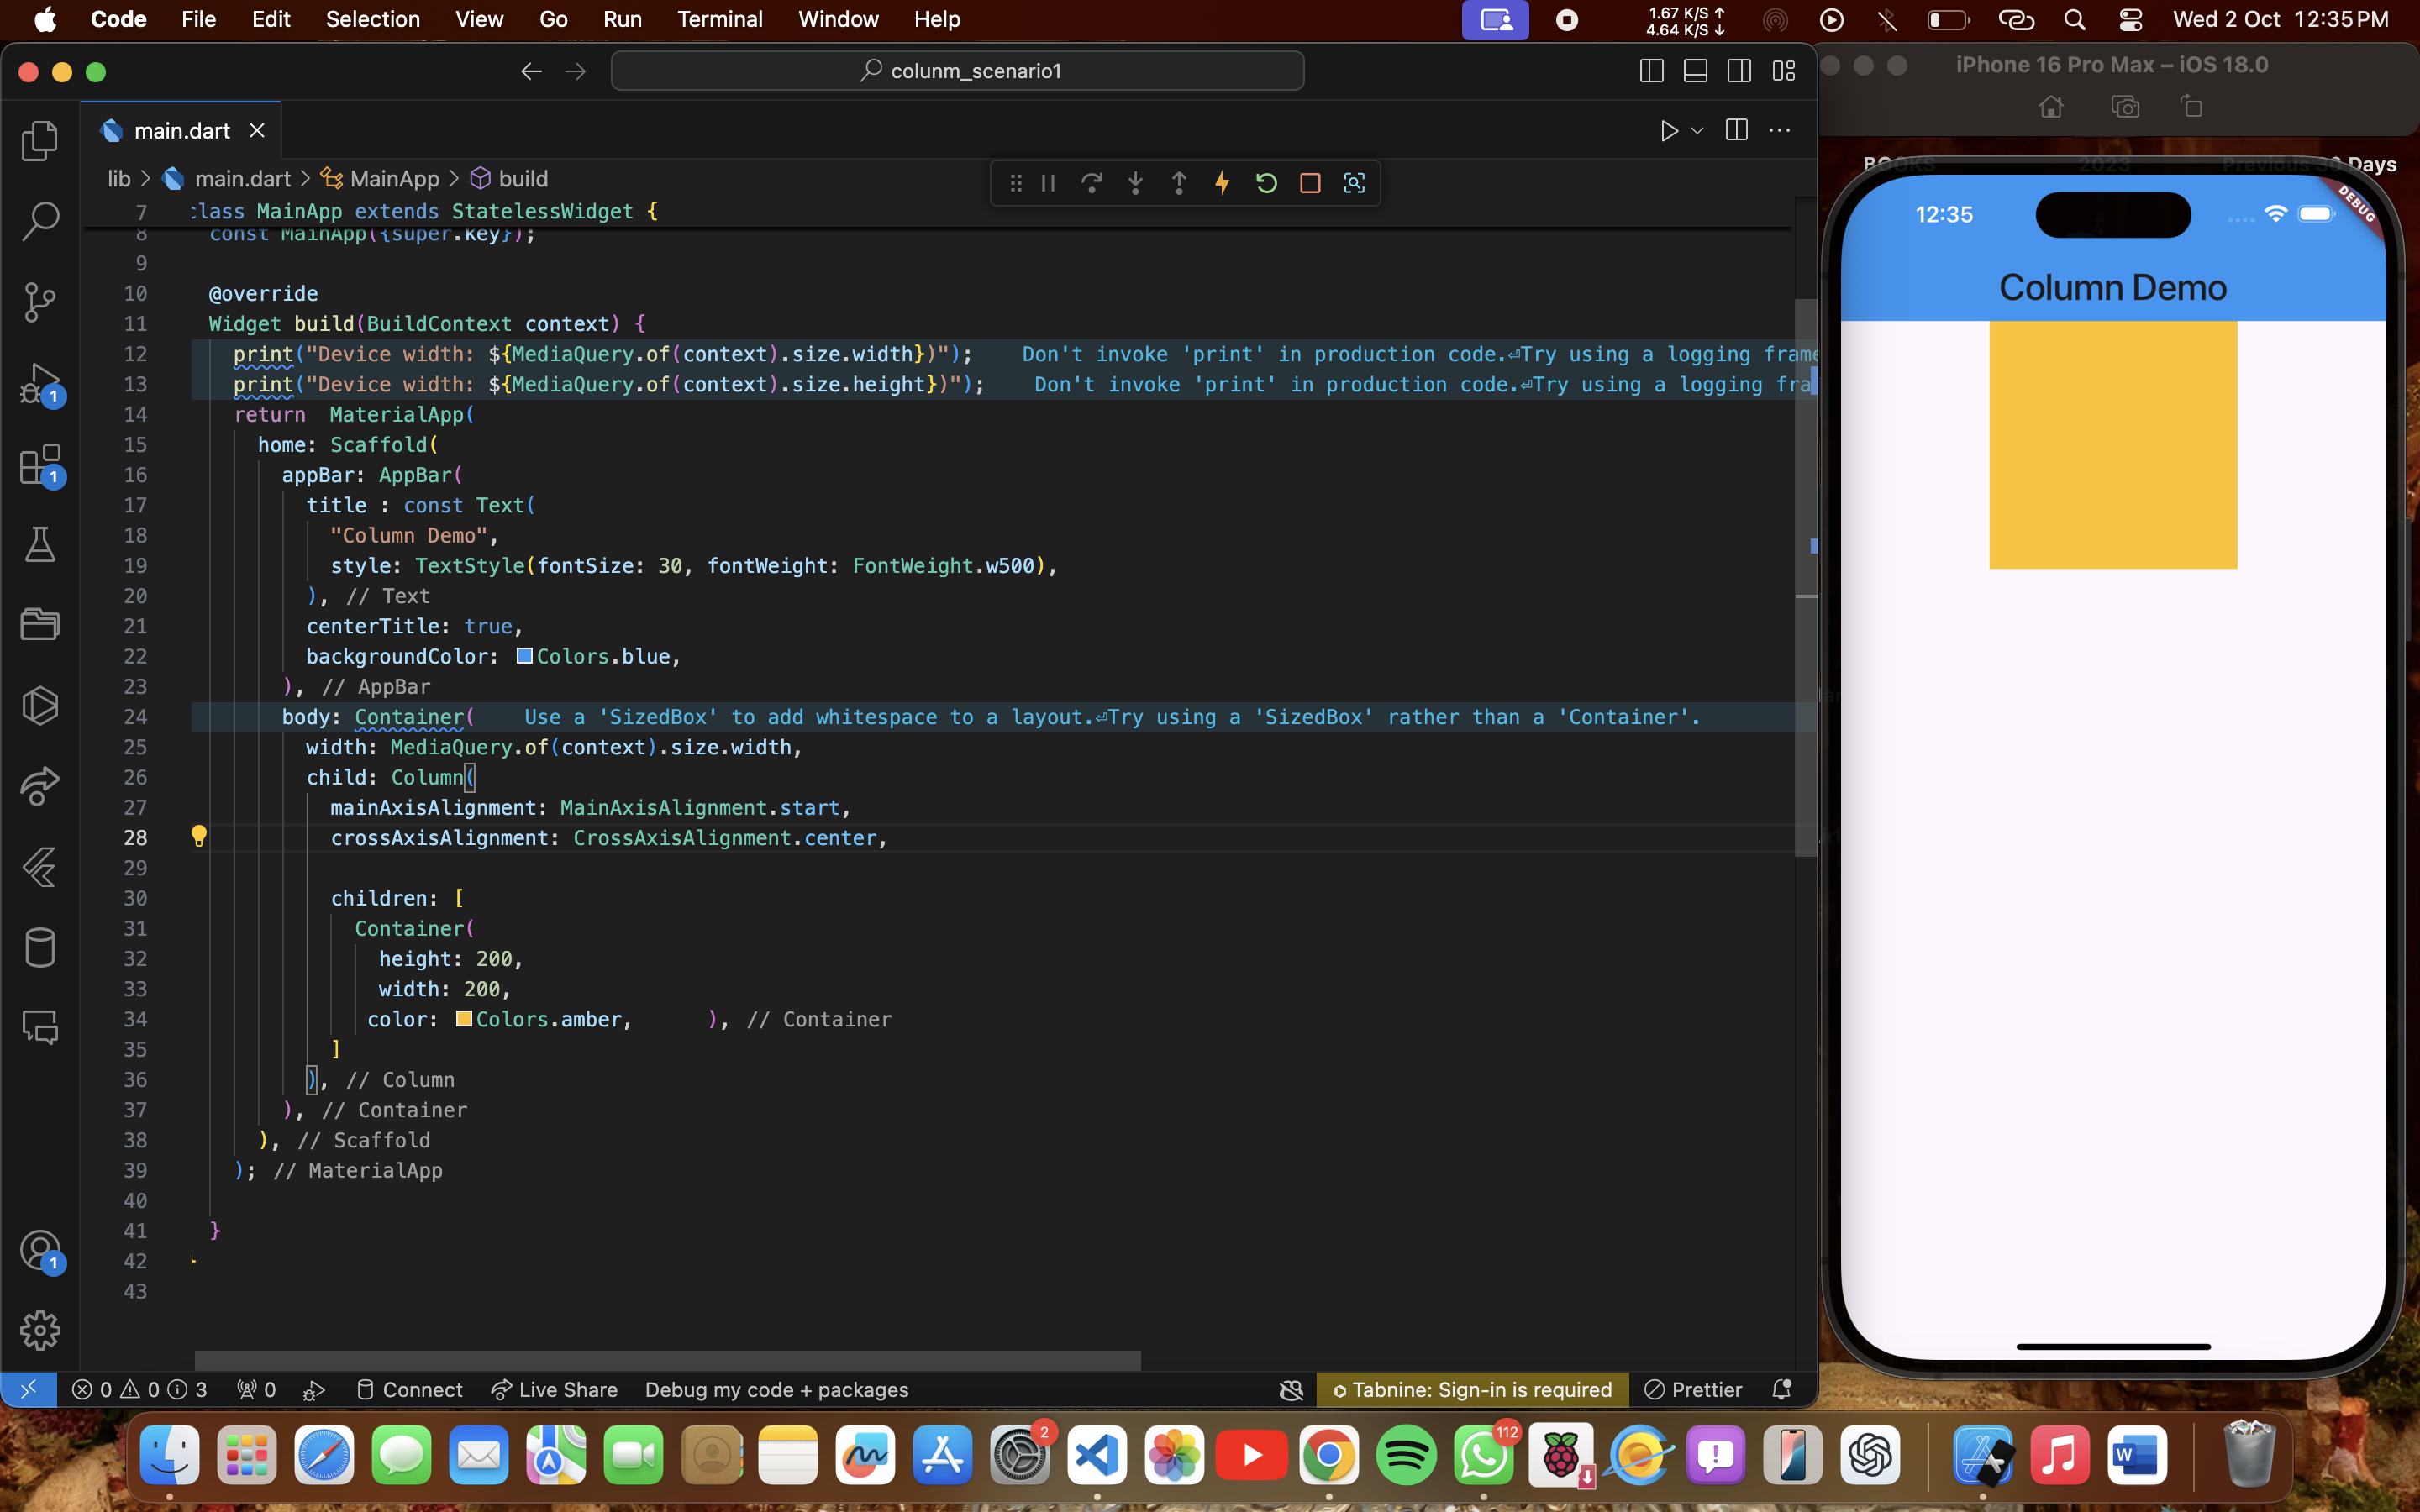 Code File Edit Selection View Go Run Terminal Window Help
1.67 K/S ↑
4.64 K/S ↓
Wed 2 Oct 12:35 PM
colunm_scenario1
main.dart
lib > main.dart > MainApp > build
7 class MainApp extends StatelessWidget {
8 const MainApp({super.key});
9
10 @override
11 Widget build(BuildContext context) {
12 print("Device width: ${MediaQuery.of(context).size.width})"); Don't invoke 'print' in production code.⏎Try using a logging frame
13 print("Device width: ${MediaQuery.of(context).size.height})"); Don't invoke 'print' in production code.⏎Try using a logging fra
14 return MaterialApp(
15 home: Scaffold(
16 appBar: AppBar(
17 title : const Text(
18 "Column Demo",
19 style: TextStyle(fontSize: 30, fontWeight: FontWeight.w500),
20 ), // Text
21 centerTitle: true,
22 backgroundColor: Colors.blue,
23 ), // AppBar
24 body: Container( Use a 'SizedBox' to add whitespace to a layout.⏎Try using a 'SizedBox' rather than a 'Container'.
25 width: MediaQuery.of(context).size.width,
26 child: Column(
27 mainAxisAlignment: MainAxisAlignment.start,
28 crossAxisAlignment: CrossAxisAlignment.center,
29
30 children: [
31 Container(
32 height: 200,
33 width: 200,
34 color: Colors.amber, ), // Container
35 ]
36 ), // Column
37 ), // Container
38 ), // Scaffold
39 ); // MaterialApp
40
41 }
42 }
43
1
1
1
0 0 3 0 Connect Live Share Debug my code + packages Tabnine: Sign-in is required Prettier
iPhone 16 Pro Max – iOS 18.0
BOOKS 2023 Previous 30 Days
12:35
DEBUG
Column Demo
2
112
W